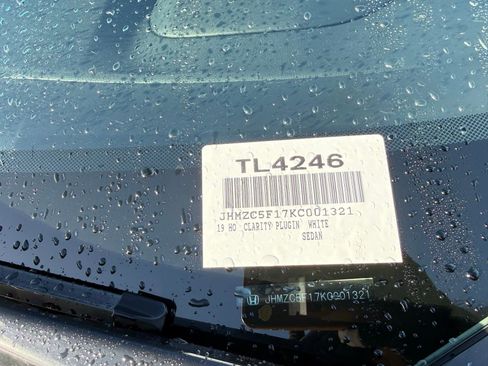 TL4246
JHMZC5F17KC001321
19 HO CLARITY PLUGIN WHITE
SEDAN
JHMZC5F17KC001321